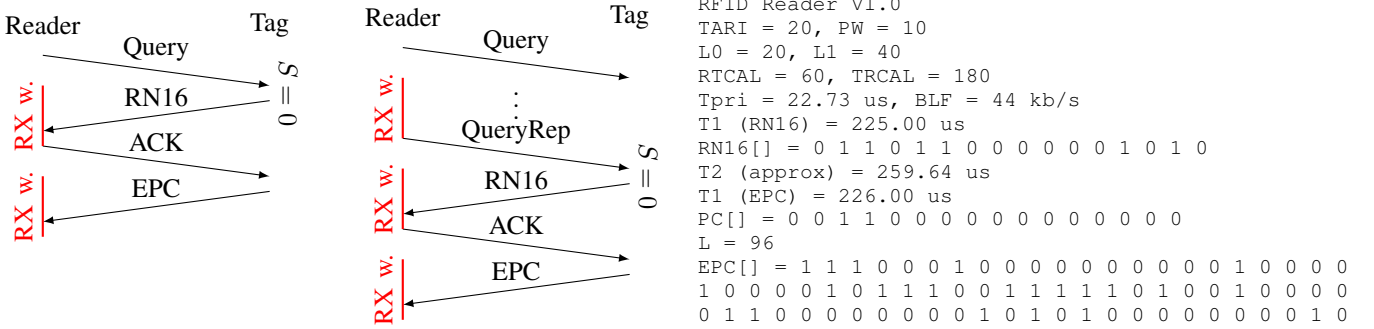 Reader
Tag
Query
RX w.
S = 0
RN16
ACK
RX w.
EPC
Reader
Tag
Query
RX w.
⋮
QueryRep
S = 0
RX w.
RN16
ACK
RX w.
EPC
RFID Reader V1.0
TARI = 20, PW = 10
L0 = 20, L1 = 40
RTCAL = 60, TRCAL = 180
Tpri = 22.73 us, BLF = 44 kb/s
T1 (RN16) = 225.00 us
RN16[] = 0 1 1 0 1 1 0 0 0 0 0 0 1 0 1 0
T2 (approx) = 259.64 us
T1 (EPC) = 226.00 us
PC[] = 0 0 1 1 0 0 0 0 0 0 0 0 0 0 0 0
L = 96
EPC[] = 1 1 1 0 0 0 1 0 0 0 0 0 0 0 0 0 0 1 0 0 0 0
1 0 0 0 0 1 0 1 1 1 0 0 1 1 1 1 1 0 1 0 0 1 0 0 0 0
0 1 1 0 0 0 0 0 0 0 0 1 0 1 0 1 0 0 0 0 0 0 0 0 1 0